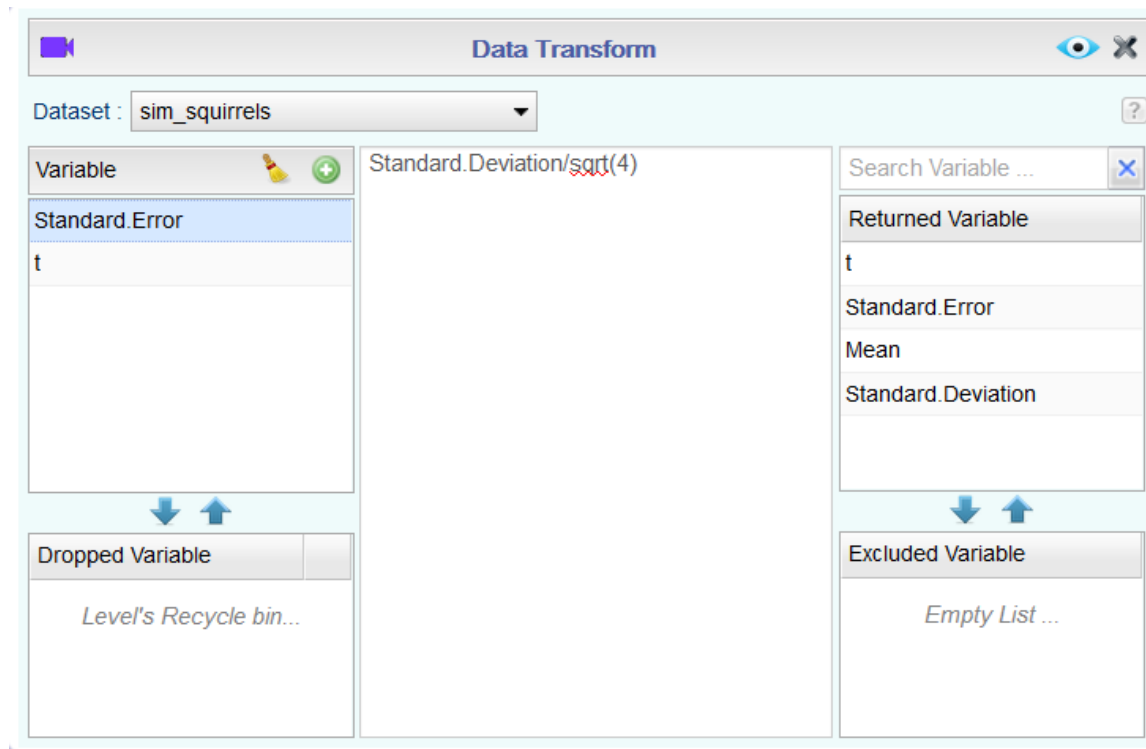 Data Transform
Dataset : sim_squirrels
?
Variable
Standard.Error
t
Dropped Variable
Level's Recycle bin...
Standard.Deviation/sqrt(4)
Search Variable ...
Returned Variable
t
Standard.Error
Mean
Standard.Deviation
Excluded Variable
Empty List ...